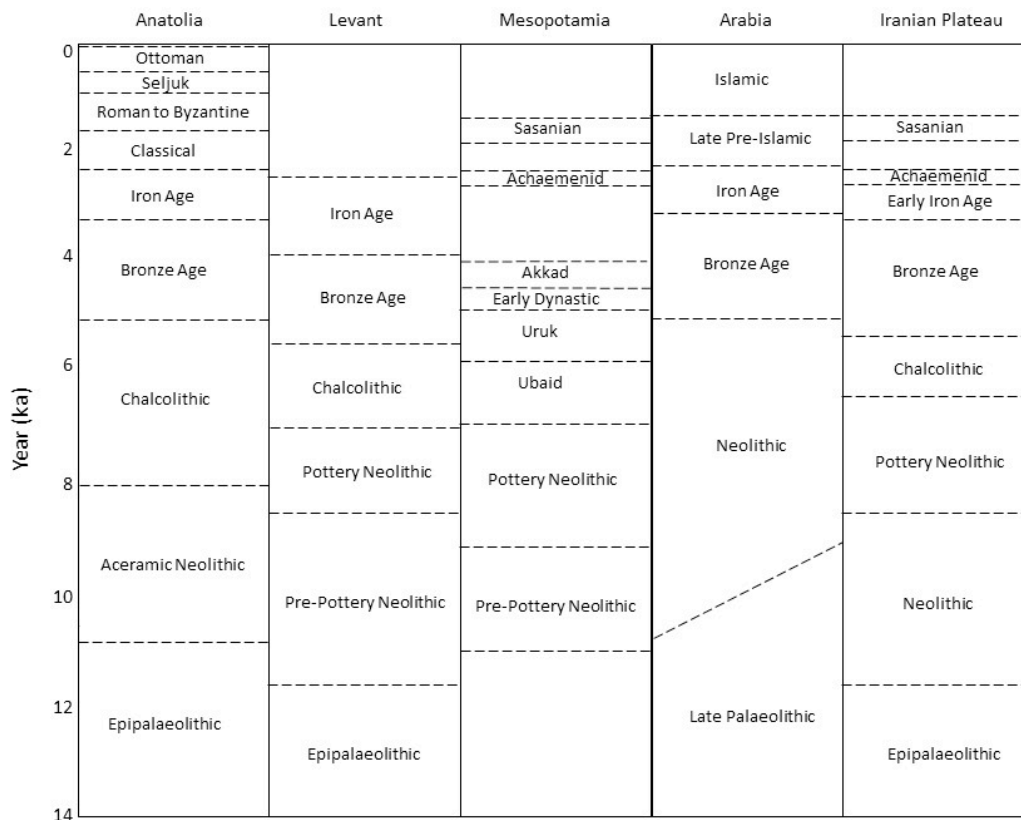 Anatolia
Levant
Mesopotamia
Arabia
Iranian Plateau
Year (ka)
0
2
4
6
8
10
12
14
Ottoman
Seljuk
Roman to Byzantine
Classical
Iron Age
Bronze Age
Chalcolithic
Aceramic Neolithic
Epipalaeolithic
Iron Age
Bronze Age
Chalcolithic
Pottery Neolithic
Pre-Pottery Neolithic
Epipalaeolithic
Sasanian
Achaemenid
Akkad
Early Dynastic
Uruk
Ubaid
Pottery Neolithic
Pre-Pottery Neolithic
Islamic
Late Pre-Islamic
Iron Age
Bronze Age
Neolithic
Late Palaeolithic
Sasanian
Achaemenid
Early Iron Age
Bronze Age
Chalcolithic
Pottery Neolithic
Neolithic
Epipalaeolithic